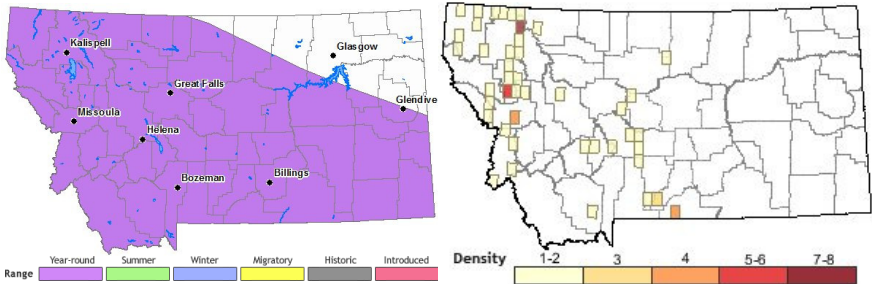 Kalispell
Glasgow
Great Falls
Glendive
Missoula
Helena
Bozeman
Billings
Range
Year-round
Summer
Winter
Migratory
Historic
Introduced
Density
1-2
3
4
5-6
7-8